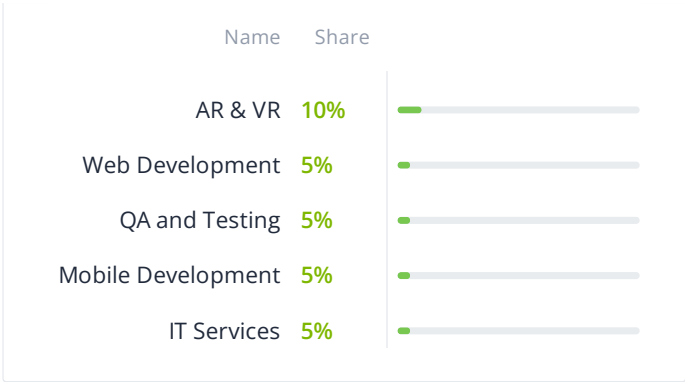 Name Share
AR & VR 10%
Web Development 5%
QA and Testing 5%
Mobile Development 5%
IT Services 5%